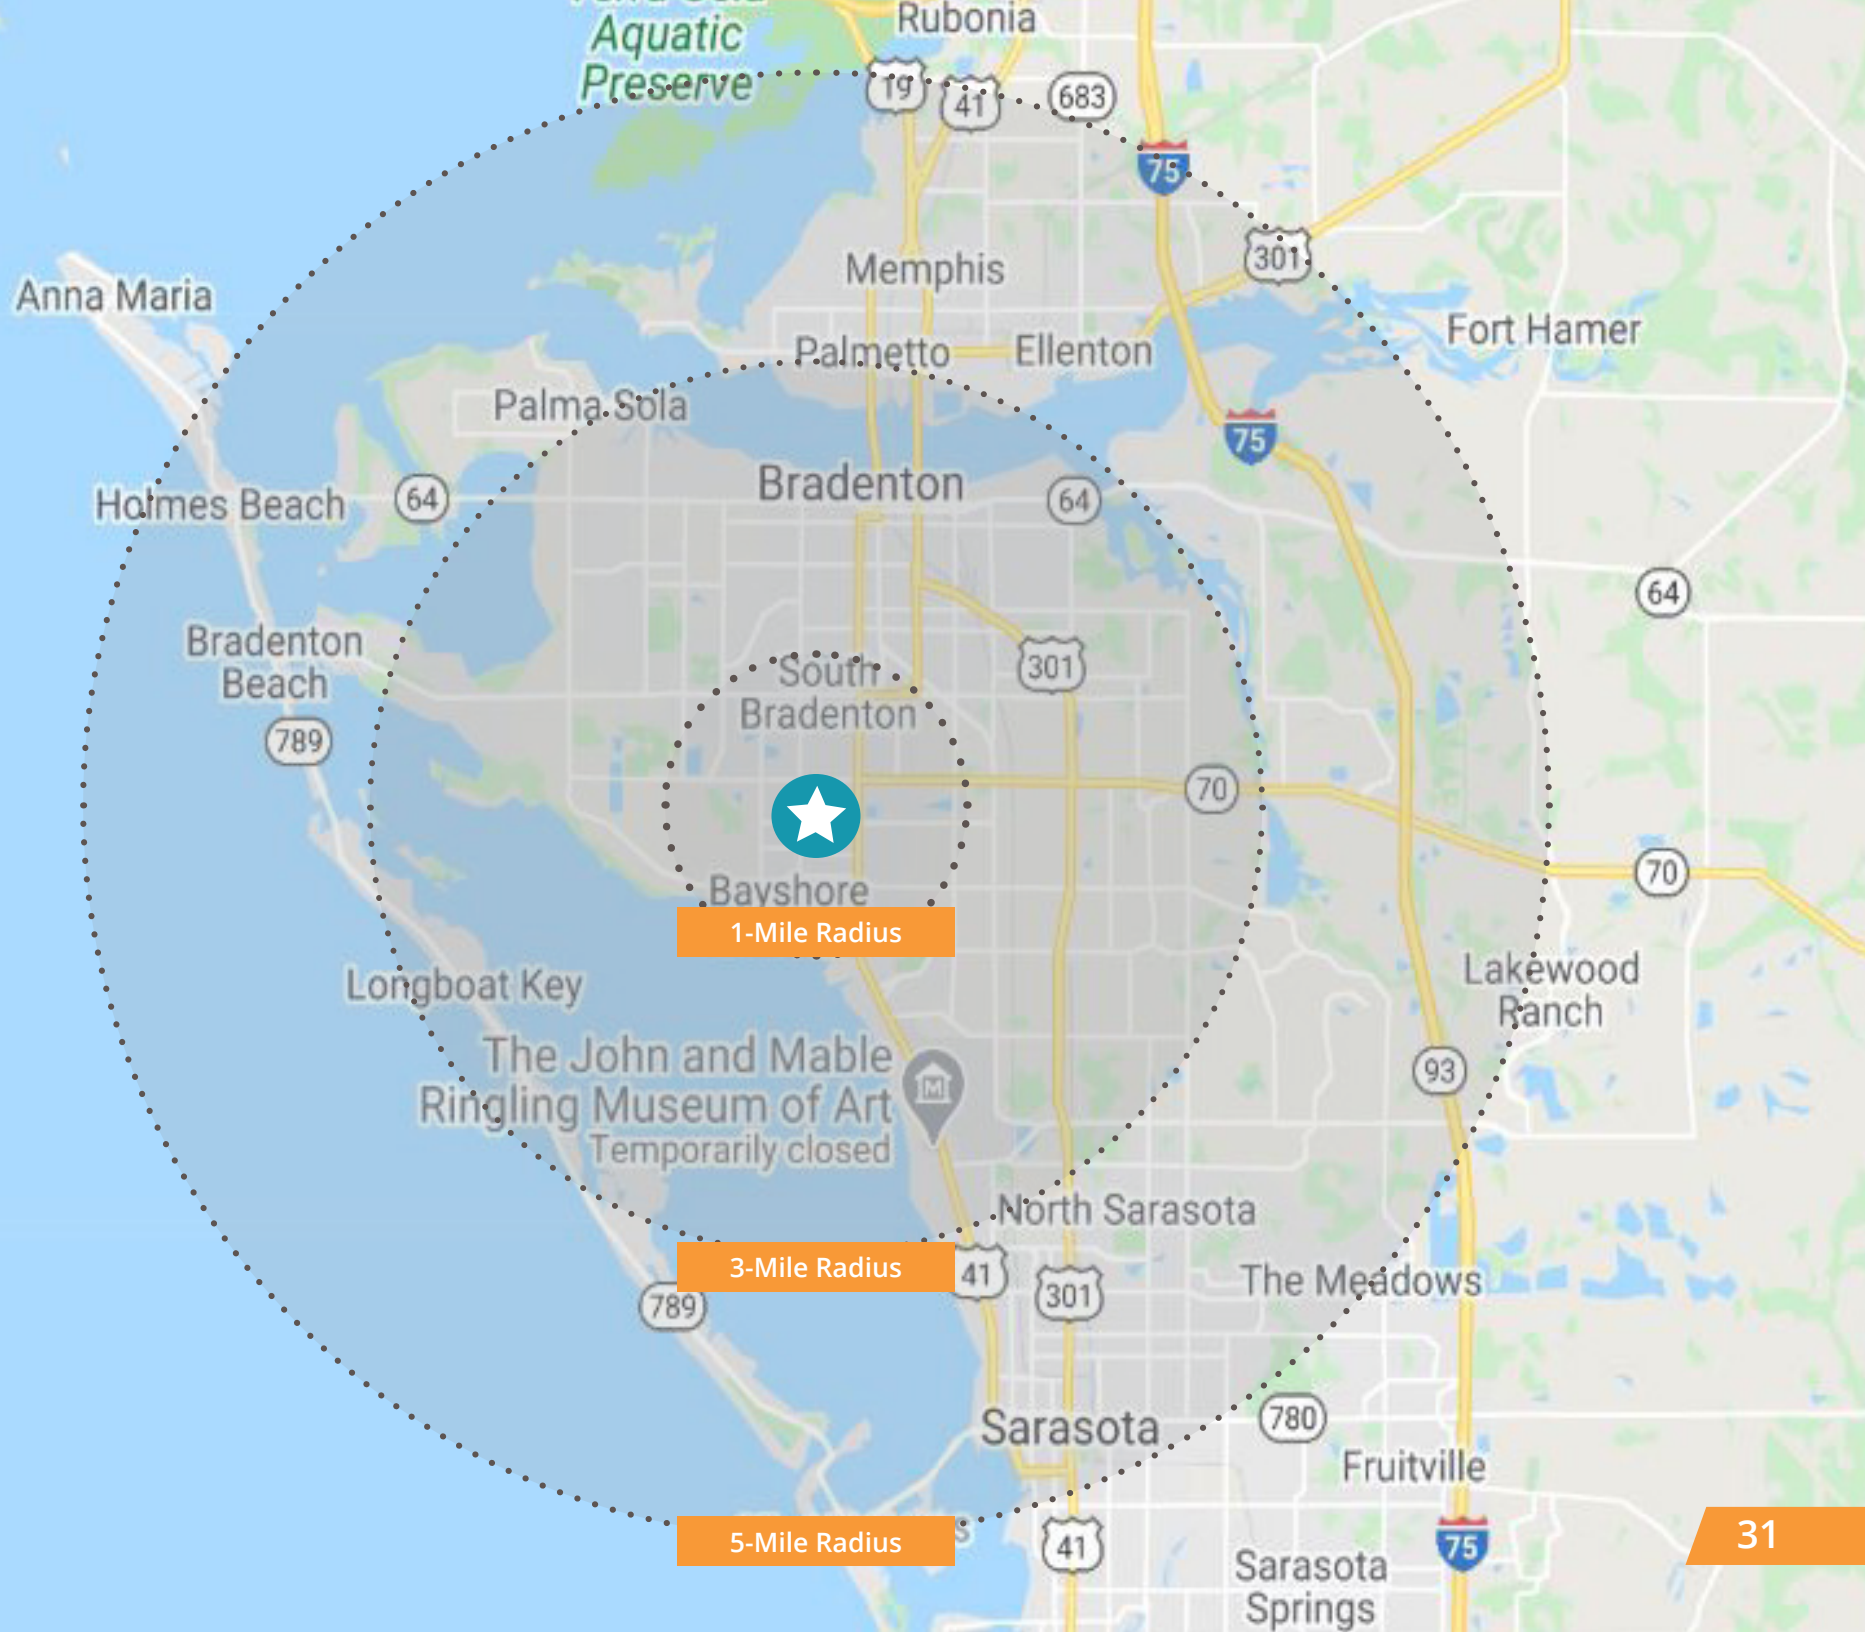 Rubonia
Aquatic
Preserve
19
41
683
75
301
Anna Maria
Memphis
Fort Hamer
Palmetto
Ellenton
Palma Sola
75
Bradenton
Holmes Beach
64
64
64
Bradenton
Beach
301
South
Bradenton
789
70
70
Bayshore
1-Mile Radius
Longboat Key
Lakewood
Ranch
The John and Mable
Ringling Museum of Art
Temporarily closed
93
North Sarasota
3-Mile Radius
41
301
The Meadows
789
Sarasota
780
Fruitville
5-Mile Radius
41
75
31
Sarasota
Springs